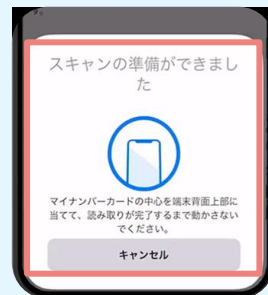 スキャンの準備ができまし
た
マイナンバーカードの中心を端末背面上部に
当てて、読み取りが完了するまで動かさない
でください。
キャンセル